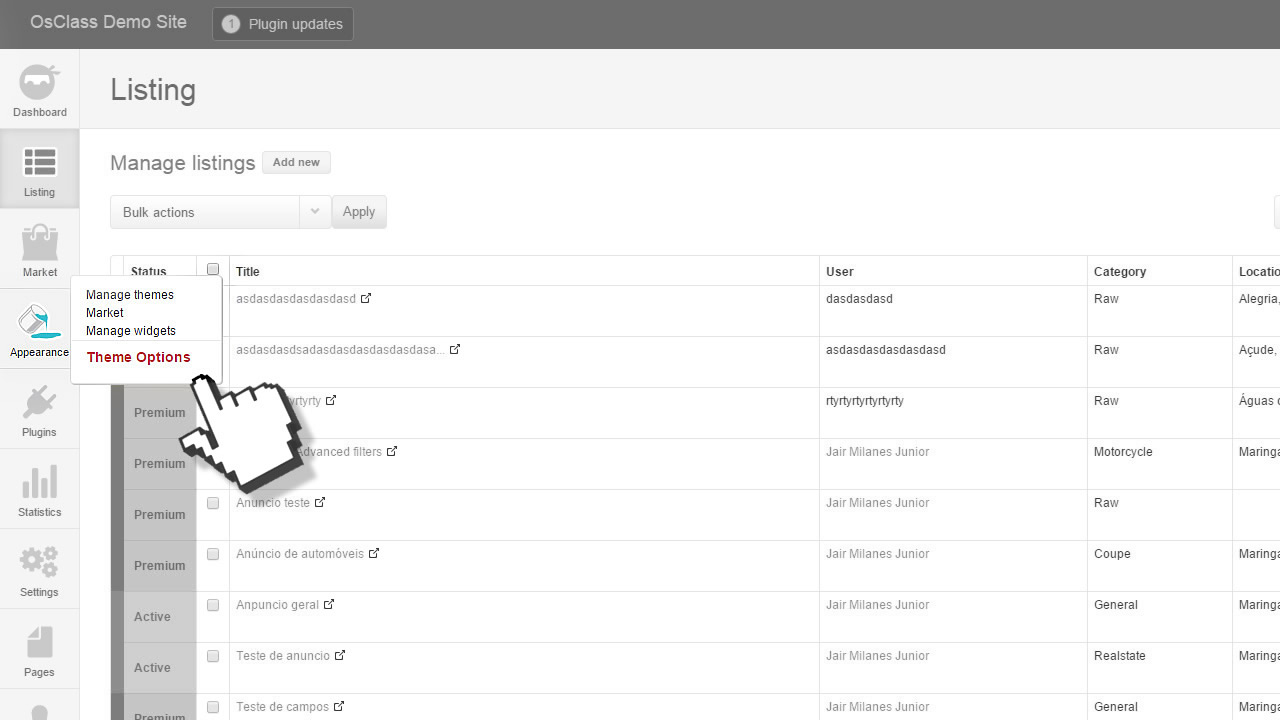 OsClass Demo Site
1 Plugin updates
Dashboard
Listing
Market
Appearance
Plugins
Statistics
Settings
Pages
Listing
Manage listings Add new
Bulk actions Apply
Status Title User Category Locatio
Manage themes
Market
Manage widgets
Theme Options
asdasdasdasdasdasd dasdasdasd Raw Alegria,
asdasdasdsadasdasdasdasdasdasa... asdasdasdasdasdasd Raw Açude,
Premium yrtyrty rtyrtyrtyrtyrtyrty Raw Águas
Premium Advanced filters Jair Milanes Junior Motorcycle Maringa
Premium Anuncio teste Jair Milanes Junior Raw
Premium Anúncio de automóveis Jair Milanes Junior Coupe Maringa
Active Anpuncio geral Jair Milanes Junior General Maringa
Active Teste de anuncio Jair Milanes Junior Realstate Maringa
Premium Teste de campos Jair Milanes Junior General Maringa